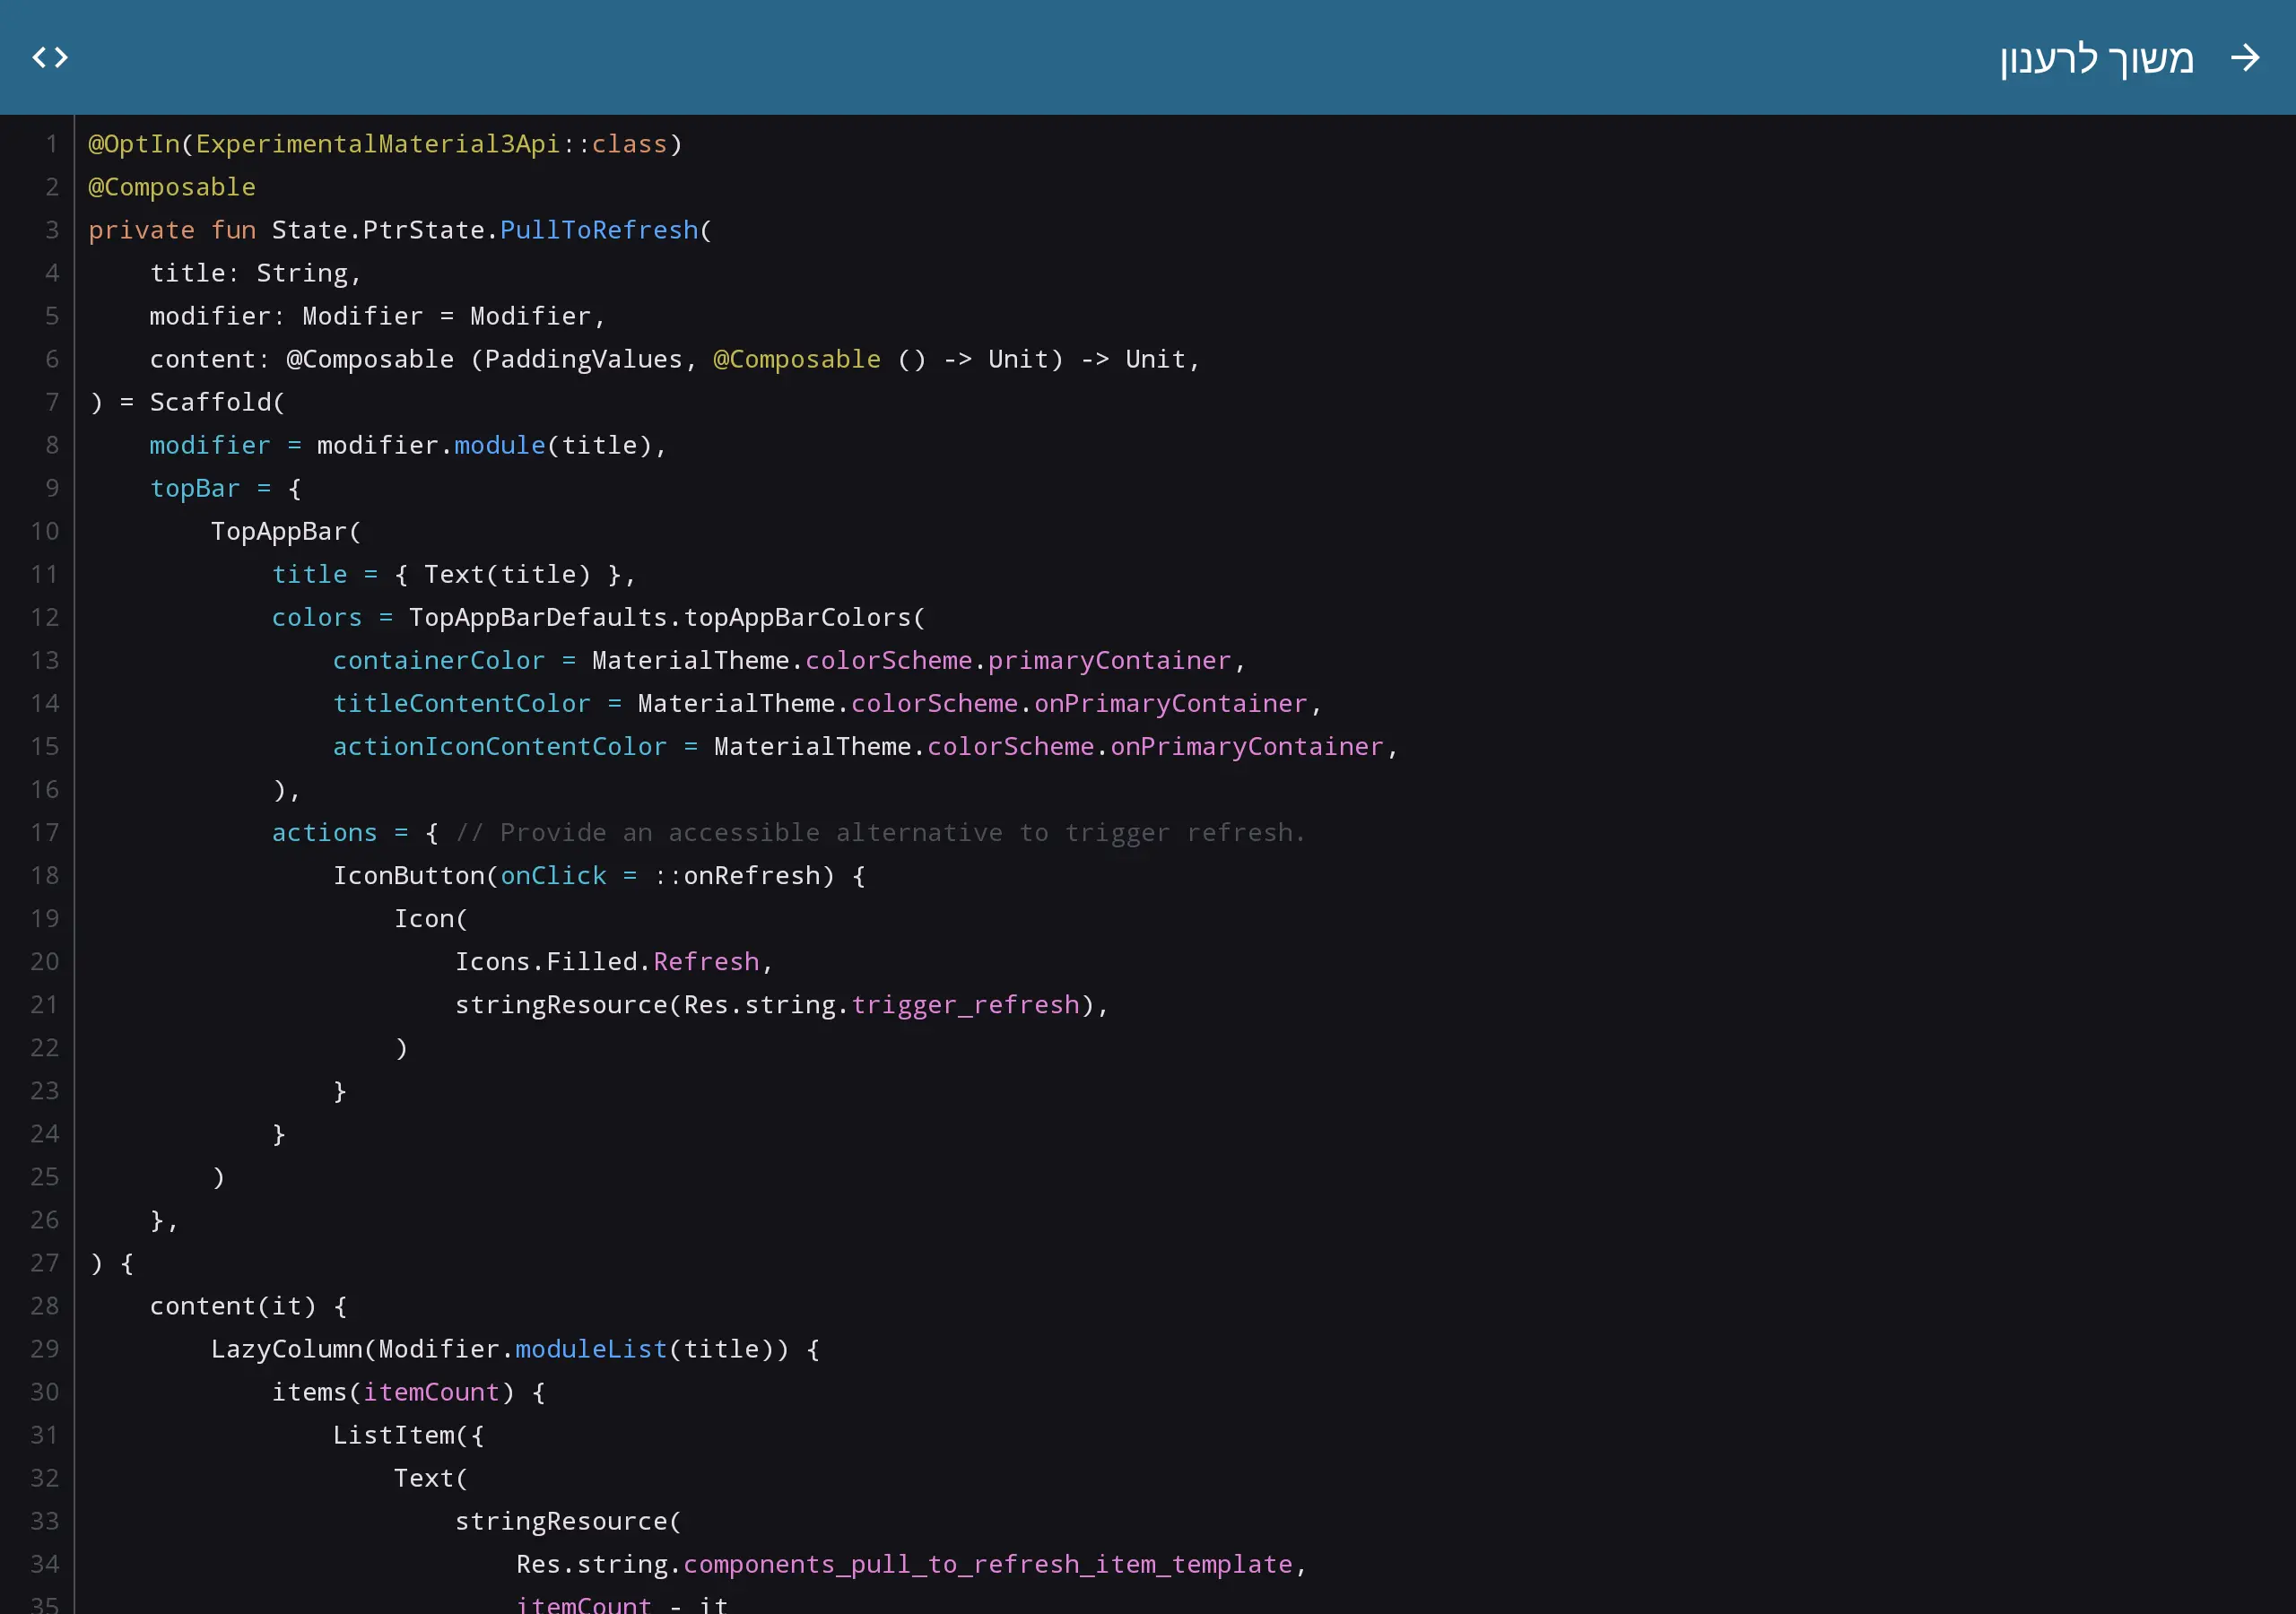 משוך לרענון
1 @OptIn(ExperimentalMaterial3Api::class)
2 @Composable
3 private fun State.PtrState.PullToRefresh(
4     title: String,
5     modifier: Modifier = Modifier,
6     content: @Composable (PaddingValues, @Composable () -> Unit) -> Unit,
7 ) = Scaffold(
8     modifier = modifier.module(title),
9     topBar = {
10         TopAppBar(
11             title = { Text(title) },
12             colors = TopAppBarDefaults.topAppBarColors(
13                 containerColor = MaterialTheme.colorScheme.primaryContainer,
14                 titleContentColor = MaterialTheme.colorScheme.onPrimaryContainer,
15                 actionIconContentColor = MaterialTheme.colorScheme.onPrimaryContainer,
16             ),
17             actions = { // Provide an accessible alternative to trigger refresh.
18                 IconButton(onClick = ::onRefresh) {
19                     Icon(
20                         Icons.Filled.Refresh,
21                         stringResource(Res.string.trigger_refresh),
22                     )
23                 }
24             }
25         )
26     },
27 ) {
28     content(it) {
29         LazyColumn(Modifier.moduleList(title)) {
30             items(itemCount) {
31                 ListItem({
32                     Text(
33                         stringResource(
34                             Res.string.components_pull_to_refresh_item_template,
35                             itemCount - it